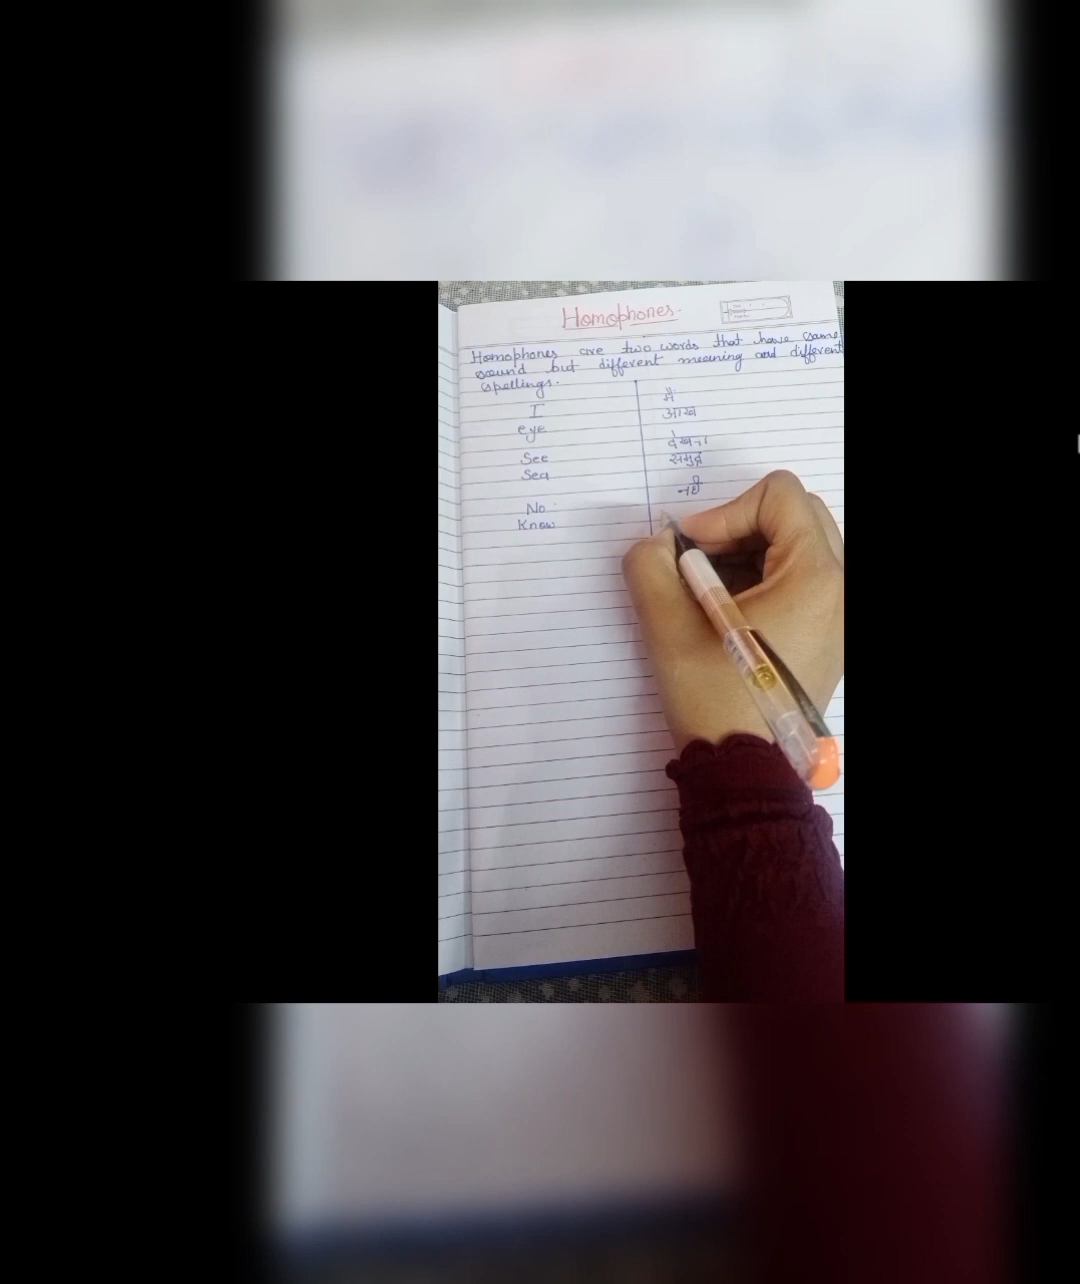 Homophones.
Homophones are two words that have same
sound but different meaning and different
spellings.
I मैं
eye आख
See देखना
Sea समुद्र
No नही
Know